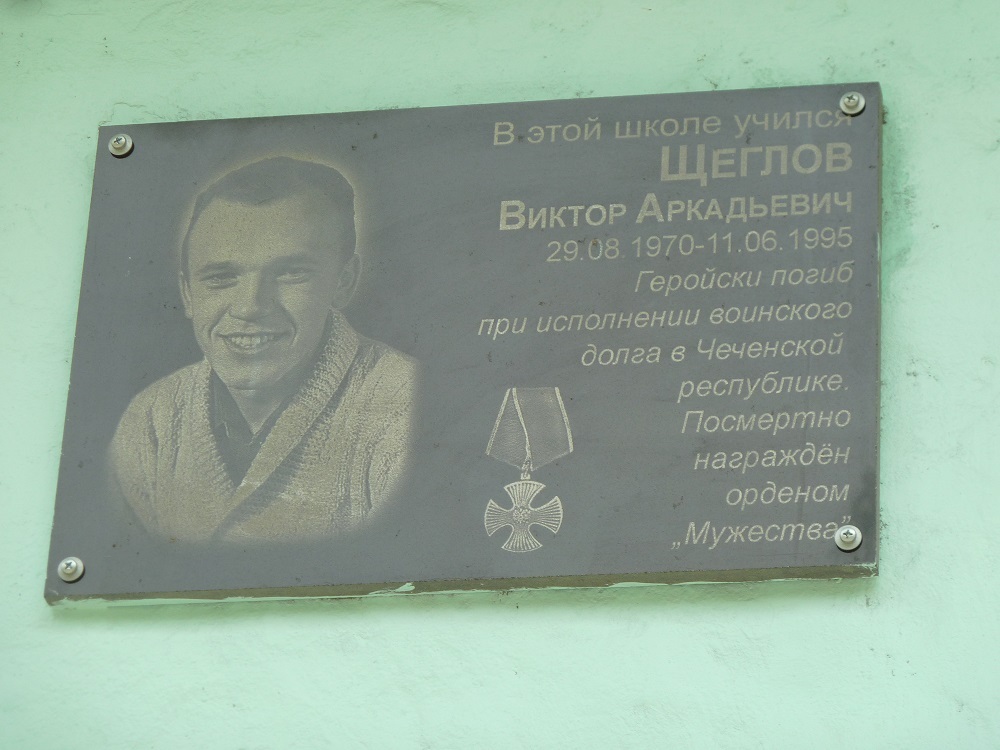 В этой школе учился
ЩЕГЛОВ
ВИКТОР АРКАДЬЕВИЧ
29.08.1970-11.06.1995
Геройски погиб
при исполнении воинского
долга в Чеченской
республике.
Посмертно
награждён
орденом
„Мужества”